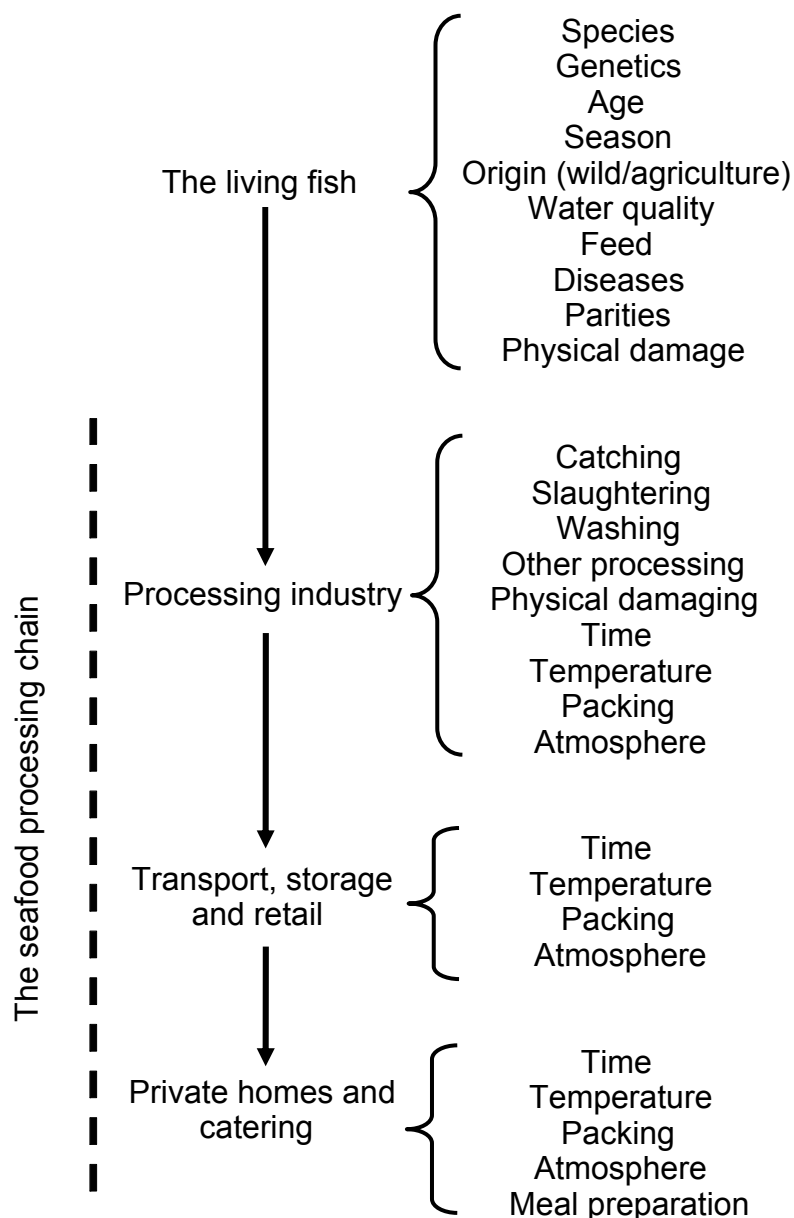 Species
Genetics
Age
Season
Origin (wild/agriculture)
Water quality
Feed
Diseases
Parities
Physical damage
The living fish
Catching
Slaughtering
Washing
Other processing
Physical damaging
Time
Temperature
Packing
Atmosphere
Processing industry
Time
Temperature
Packing
Atmosphere
Transport, storage
and retail
Time
Temperature
Packing
Atmosphere
Meal preparation
Private homes and
catering
The seafood processing chain